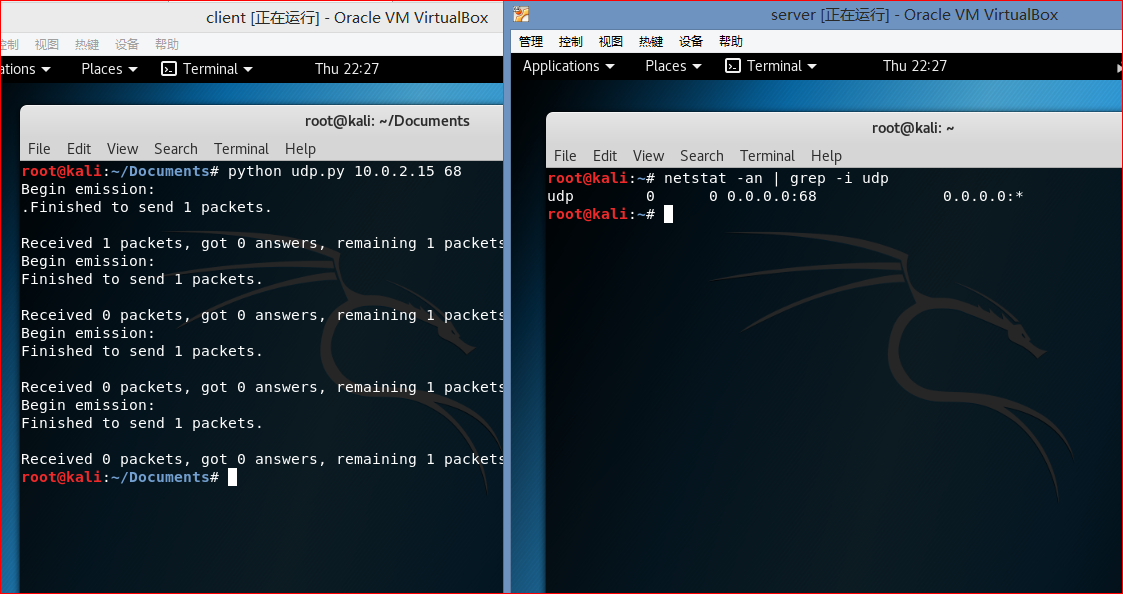 client [正在运行] - Oracle VM VirtualBox
控制 视图 热键 设备 帮助
ations Places Terminal Thu 22:27
root@kali: ~/Documents
File Edit View Search Terminal Help
root@kali:~/Documents# python udp.py 10.0.2.15 68
Begin emission:
.Finished to send 1 packets.
Received 1 packets, got 0 answers, remaining 1 packets
Begin emission:
Finished to send 1 packets.
Received 0 packets, got 0 answers, remaining 1 packets
Begin emission:
Finished to send 1 packets.
Received 0 packets, got 0 answers, remaining 1 packets
Begin emission:
Finished to send 1 packets.
Received 0 packets, got 0 answers, remaining 1 packets
root@kali:~/Documents#
server [正在运行] - Oracle VM VirtualBox
管理 控制 视图 热键 设备 帮助
Applications Places Terminal Thu 22:27
root@kali: ~
File Edit View Search Terminal Help
root@kali:~# netstat -an | grep -i udp
udp 0 0 0.0.0.0:68 0.0.0.0:*
root@kali:~#